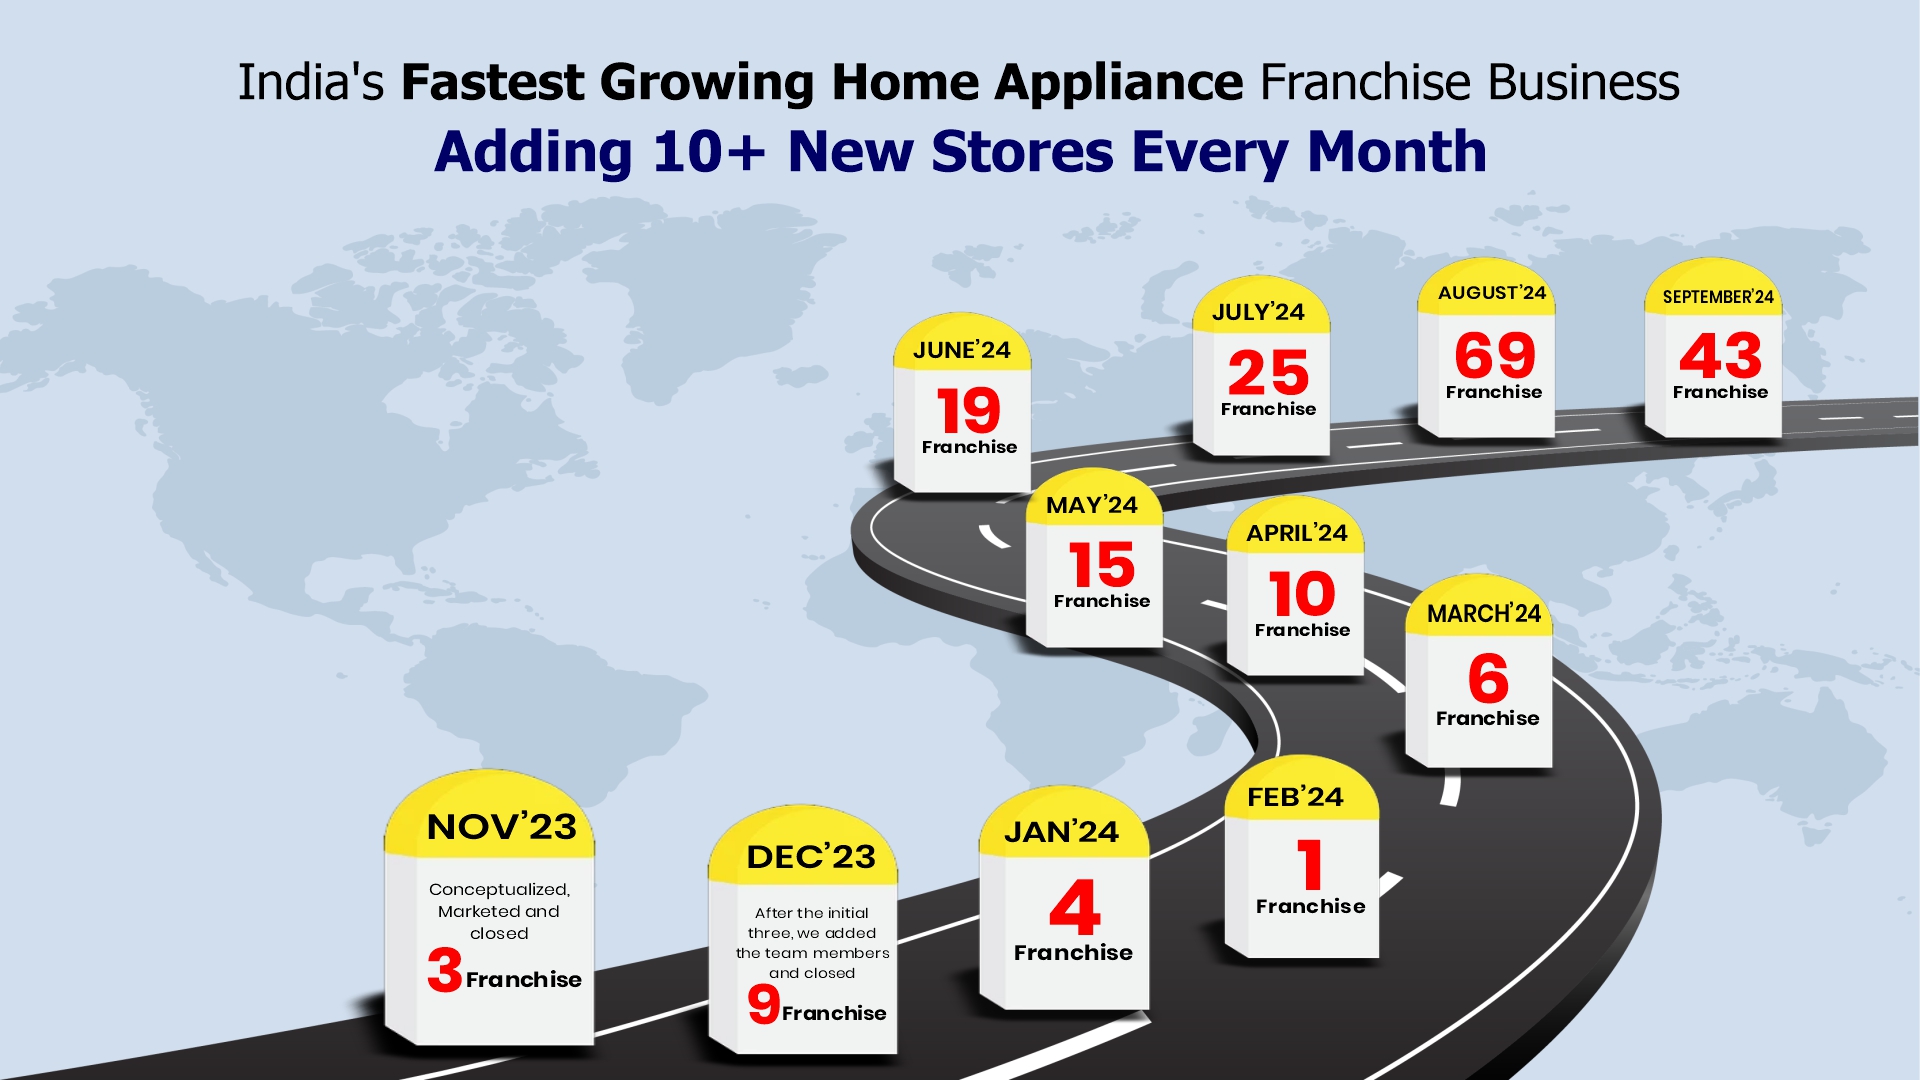 India's Fastest Growing Home Appliance Franchise Business
Adding 10+ New Stores Every Month
NOV’23
Conceptualized,
Marketed and
closed
3 Franchise
DEC’23
After the initial
three, we added
the team members
and closed
9 Franchise
JAN’24
4
Franchise
FEB’24
1
Franchise
MARCH’24
6
Franchise
APRIL’24
10
Franchise
MAY’24
15
Franchise
JUNE’24
19
Franchise
JULY’24
25
Franchise
AUGUST’24
69
Franchise
SEPTEMBER’24
43
Franchise